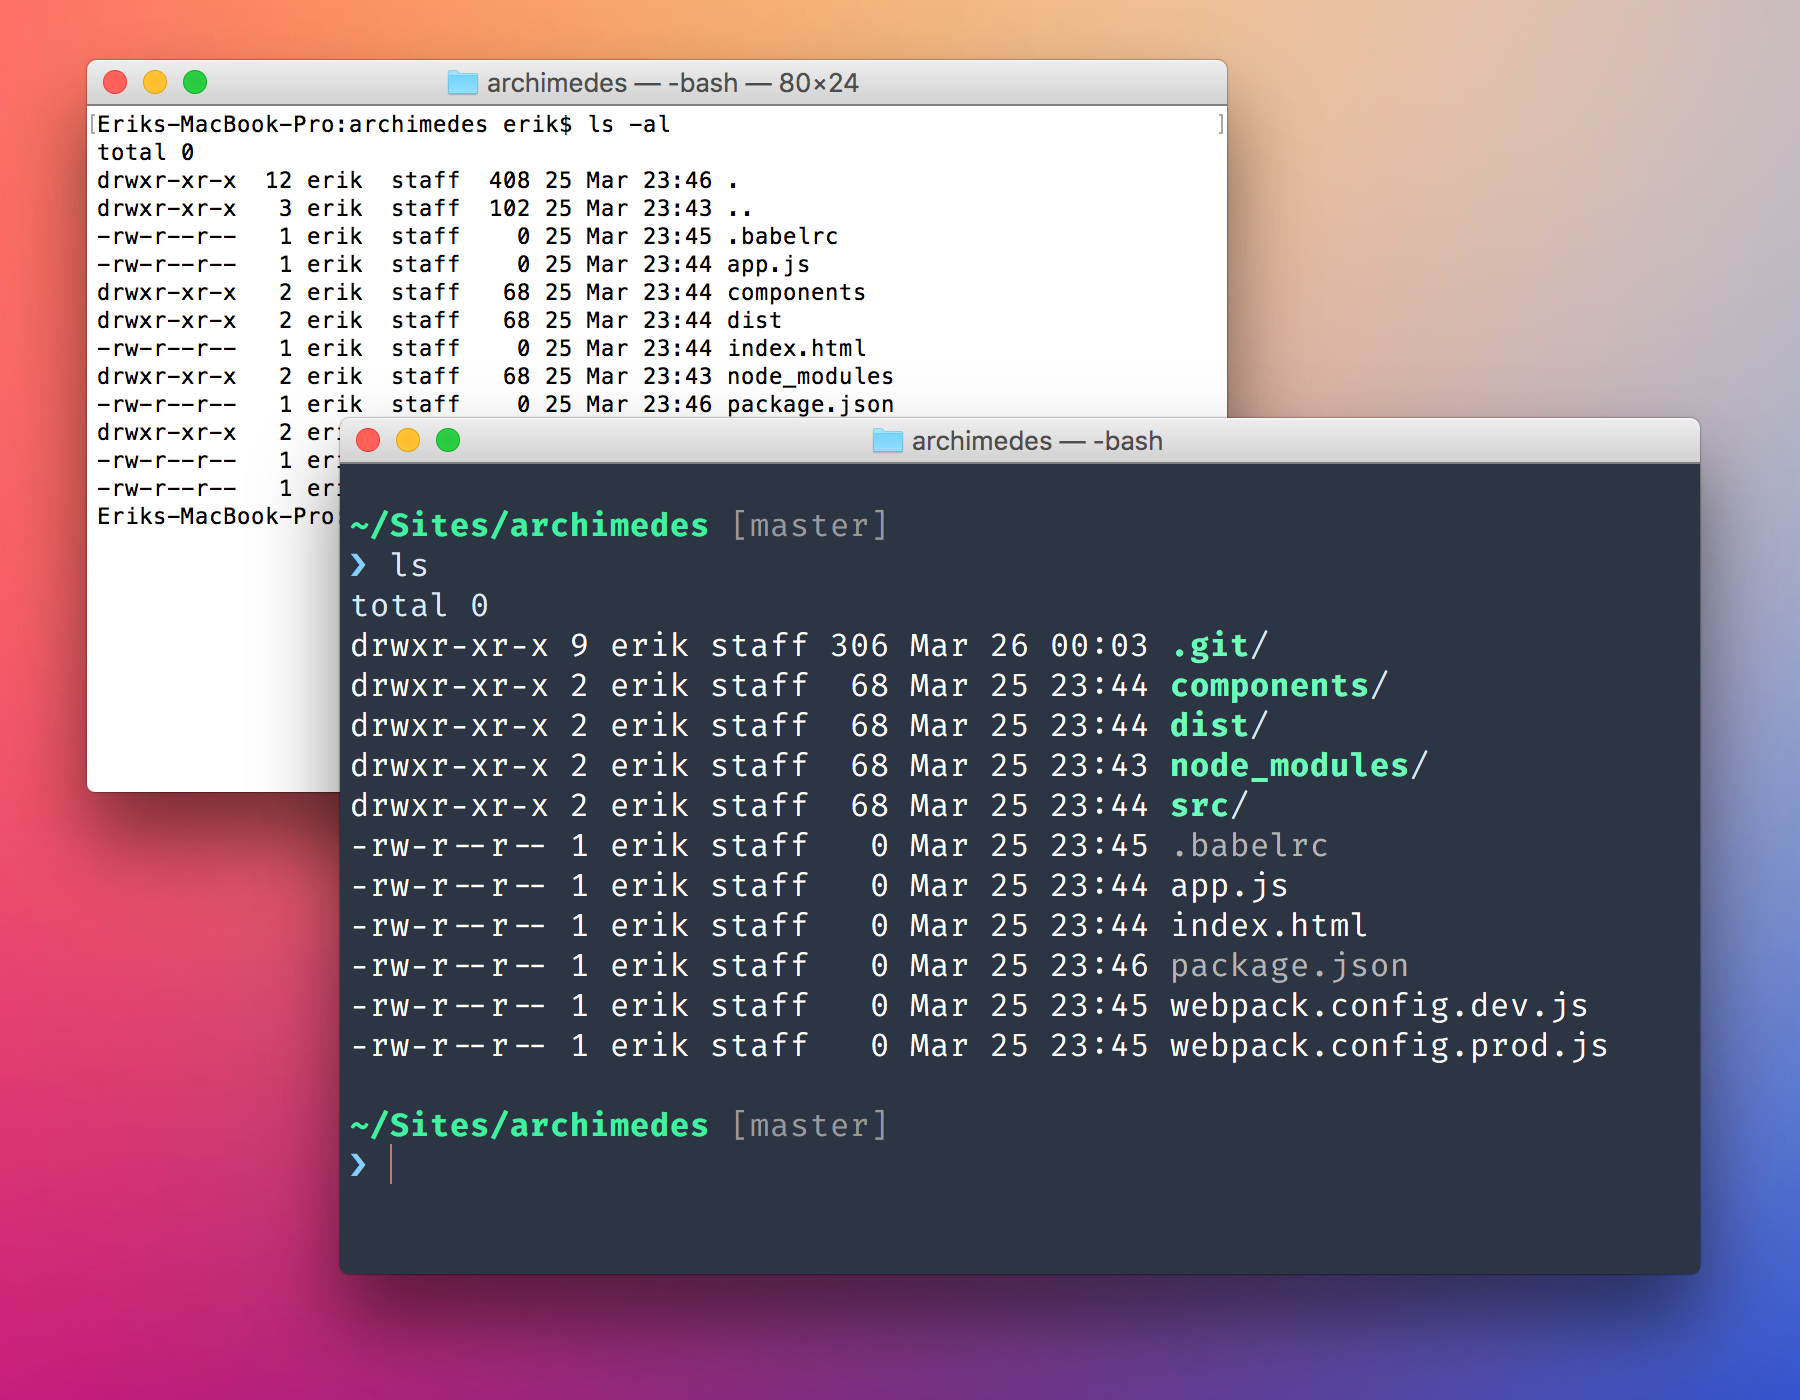 archimedes — -bash — 80×24
[Eriks-MacBook-Pro:archimedes erik$ ls -al ]
total 0
drwxr-xr-x  12 erik  staff  408 25 Mar 23:46 .
drwxr-xr-x   3 erik  staff  102 25 Mar 23:43 ..
-rw-r--r--   1 erik  staff    0 25 Mar 23:45 .babelrc
-rw-r--r--   1 erik  staff    0 25 Mar 23:44 app.js
drwxr-xr-x   2 erik  staff   68 25 Mar 23:44 components
drwxr-xr-x   2 erik  staff   68 25 Mar 23:44 dist
-rw-r--r--   1 erik  staff    0 25 Mar 23:44 index.html
drwxr-xr-x   2 erik  staff   68 25 Mar 23:43 node_modules
-rw-r--r--   1 erik  staff    0 25 Mar 23:46 package.json
drwxr-xr-x   2 eri
-rw-r--r--   1 eri
-rw-r--r--   1 eri
Eriks-MacBook-Pro:
archimedes — -bash
~/Sites/archimedes [master]
❯ ls
total 0
drwxr-xr-x 9 erik staff 306 Mar 26 00:03 .git/
drwxr-xr-x 2 erik staff  68 Mar 25 23:44 components/
drwxr-xr-x 2 erik staff  68 Mar 25 23:44 dist/
drwxr-xr-x 2 erik staff  68 Mar 25 23:43 node_modules/
drwxr-xr-x 2 erik staff  68 Mar 25 23:44 src/
-rw-r--r-- 1 erik staff   0 Mar 25 23:45 .babelrc
-rw-r--r-- 1 erik staff   0 Mar 25 23:44 app.js
-rw-r--r-- 1 erik staff   0 Mar 25 23:44 index.html
-rw-r--r-- 1 erik staff   0 Mar 25 23:46 package.json
-rw-r--r-- 1 erik staff   0 Mar 25 23:45 webpack.config.dev.js
-rw-r--r-- 1 erik staff   0 Mar 25 23:45 webpack.config.prod.js
~/Sites/archimedes [master]
❯